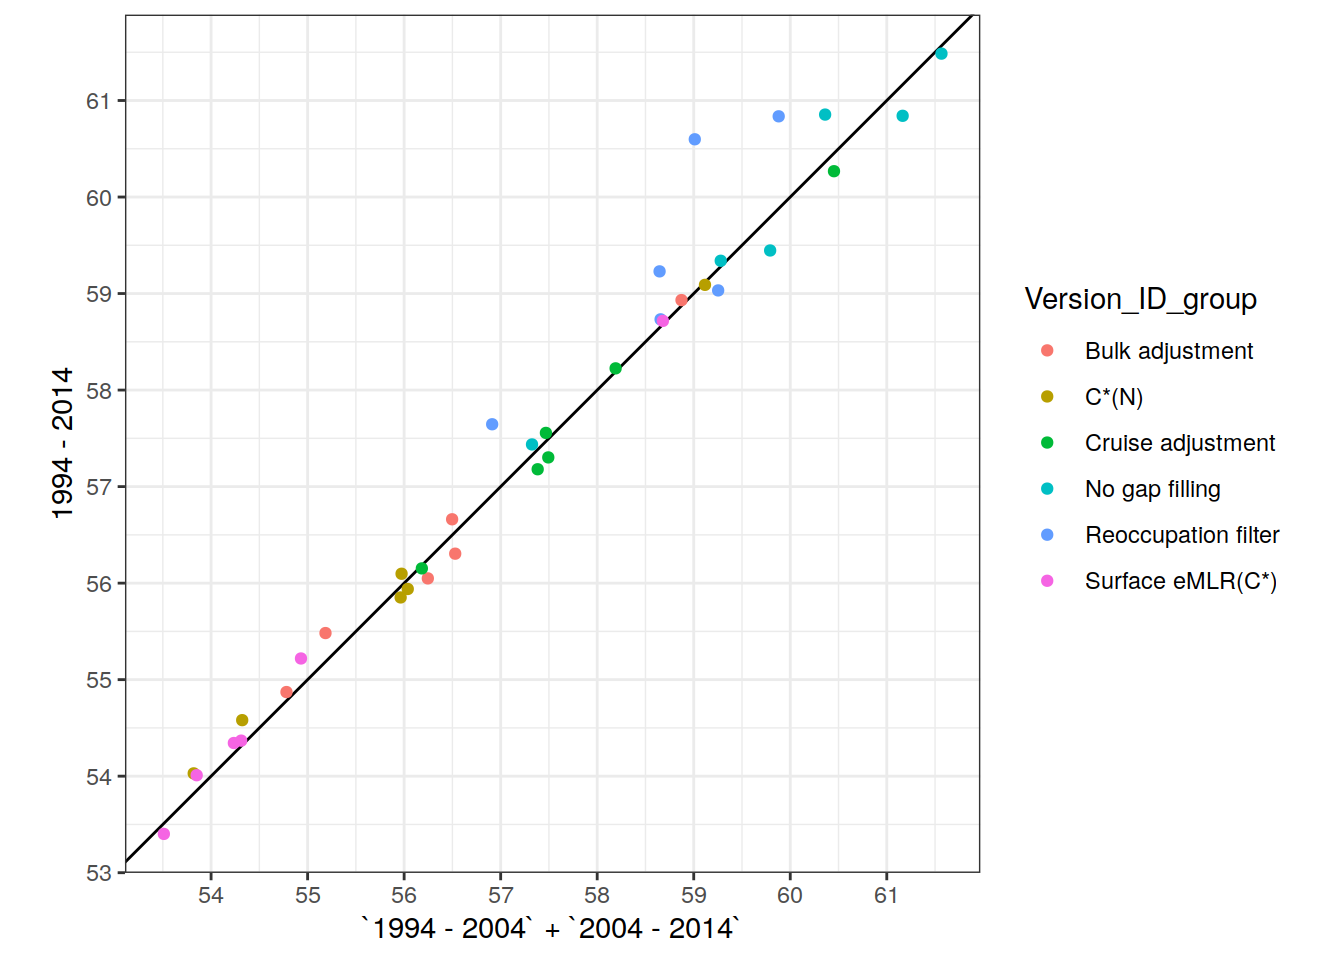 61
60
59
58
57
56
55
54
53
1994 - 2014
54 55 56 57 58 59 60 61
`1994 - 2004` + `2004 - 2014`
Version_ID_group
Bulk adjustment
C*(N)
Cruise adjustment
No gap filling
Reoccupation filter
Surface eMLR(C*)